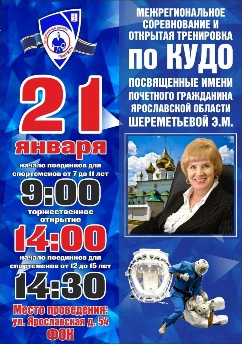 МЕЖРЕГИОНАЛЬНОЕ
СОРЕВНОВАНИЕ И
ОТКРЫТАЯ ТРЕНИРОВКА
по КУДО
ПОСВЯЩЕННЫЕ ИМЕНИ
ПОЧЕТНОГО ГРАЖДАНИНА
ЯРОСЛАВСКОЙ ОБЛАСТИ
ШЕРЕМЕТЬЕВОЙ Э.М.
21
января
начало поединков для
спортсменов от 7 до 11 лет
9:00
торжественное
открытие
14:00
начало поединков для
спортсменов от 12 до 15 лет
14:30
Место проведения:
ул. Ярославская д. 54
ФОК